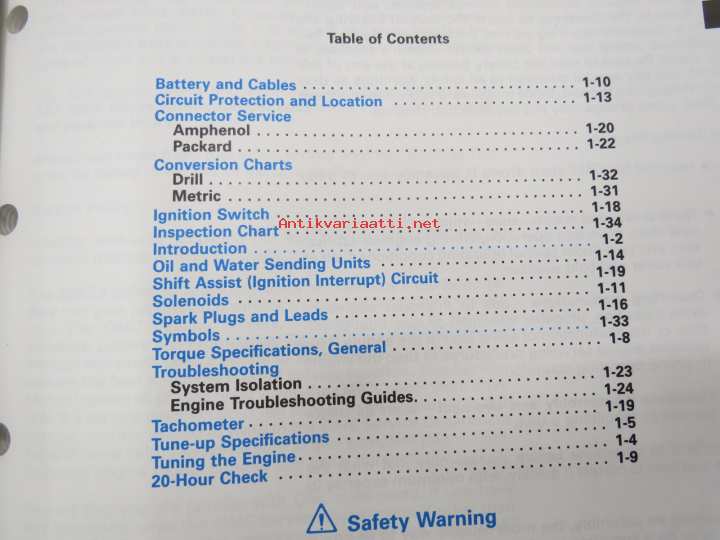 Table of Contents
Battery and Cables . . . . . . . . . . . . . . . . . . . . . . . . . . . . . . 1-10
Circuit Protection and Location . . . . . . . . . . . . . . . . . . . . 1-13
Connector Service
Amphenol . . . . . . . . . . . . . . . . . . . . . . . . . . . . . . . . . . . 1-20
Packard . . . . . . . . . . . . . . . . . . . . . . . . . . . . . . . . . . . . . 1-22
Conversion Charts
Drill . . . . . . . . . . . . . . . . . . . . . . . . . . . . . . . . . . . . . . . . 1-32
Metric . . . . . . . . . . . . . . . . . . . . . . . . . . . . . . . . . . . . . . 1-31
Ignition Switch . . . . . . . . . . . . . . . . . . . . . . . . . . . . . . . . 1-18
Inspection Chart . . . . . . . . . . . . . . . . . . . . . . . . . . . . . . . 1-34
Antikvariaatti.net
Introduction . . . . . . . . . . . . . . . . . . . . . . . . . . . . . . . . . . . 1-2
Oil and Water Sending Units . . . . . . . . . . . . . . . . . . . . . . 1-14
Shift Assist (Ignition Interrupt) Circuit . . . . . . . . . . . . . . . 1-19
Solenoids . . . . . . . . . . . . . . . . . . . . . . . . . . . . . . . . . . . . 1-11
Spark Plugs and Leads . . . . . . . . . . . . . . . . . . . . . . . . . . 1-16
Symbols . . . . . . . . . . . . . . . . . . . . . . . . . . . . . . . . . . . . . 1-33
Torque Specifications, General . . . . . . . . . . . . . . . . . . . . . 1-8
Troubleshooting
System Isolation . . . . . . . . . . . . . . . . . . . . . . . . . . . . . . 1-23
Engine Troubleshooting Guides. . . . . . . . . . . . . . . . . . . . 1-24
Tachometer . . . . . . . . . . . . . . . . . . . . . . . . . . . . . . . . . . 1-19
Tune-up Specifications . . . . . . . . . . . . . . . . . . . . . . . . . . . 1-5
Tuning the Engine. . . . . . . . . . . . . . . . . . . . . . . . . . . . . . . 1-4
20-Hour Check . . . . . . . . . . . . . . . . . . . . . . . . . . . . . . . . . 1-9
Safety Warning